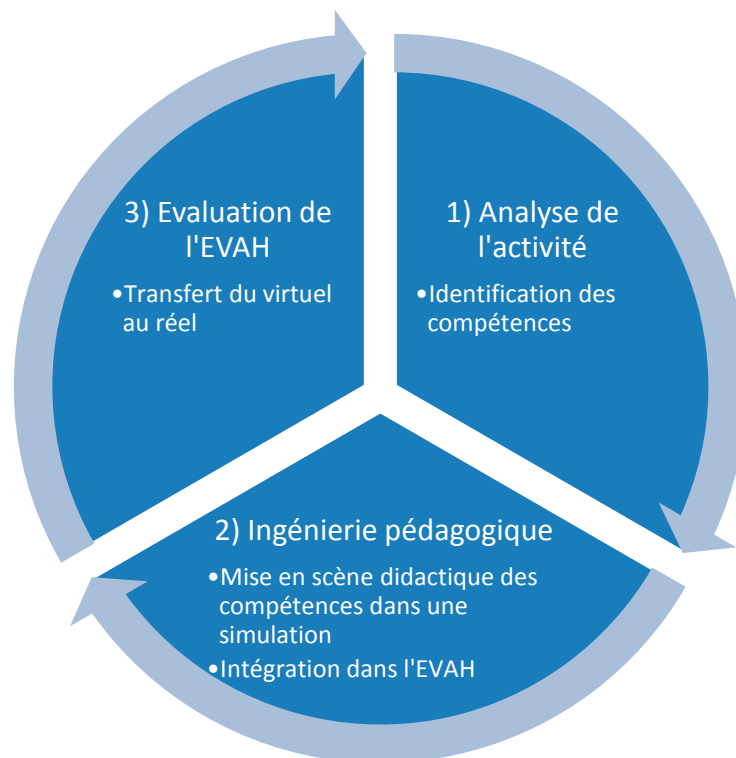 1) Analyse de
l'activité
•Identification des
compétences
2) Ingénierie pédagogique
•Mise en scène didactique des
compétences dans une
simulation
•Intégration dans l'EVAH
3) Evaluation de
l'EVAH
•Transfert du virtuel
au réel